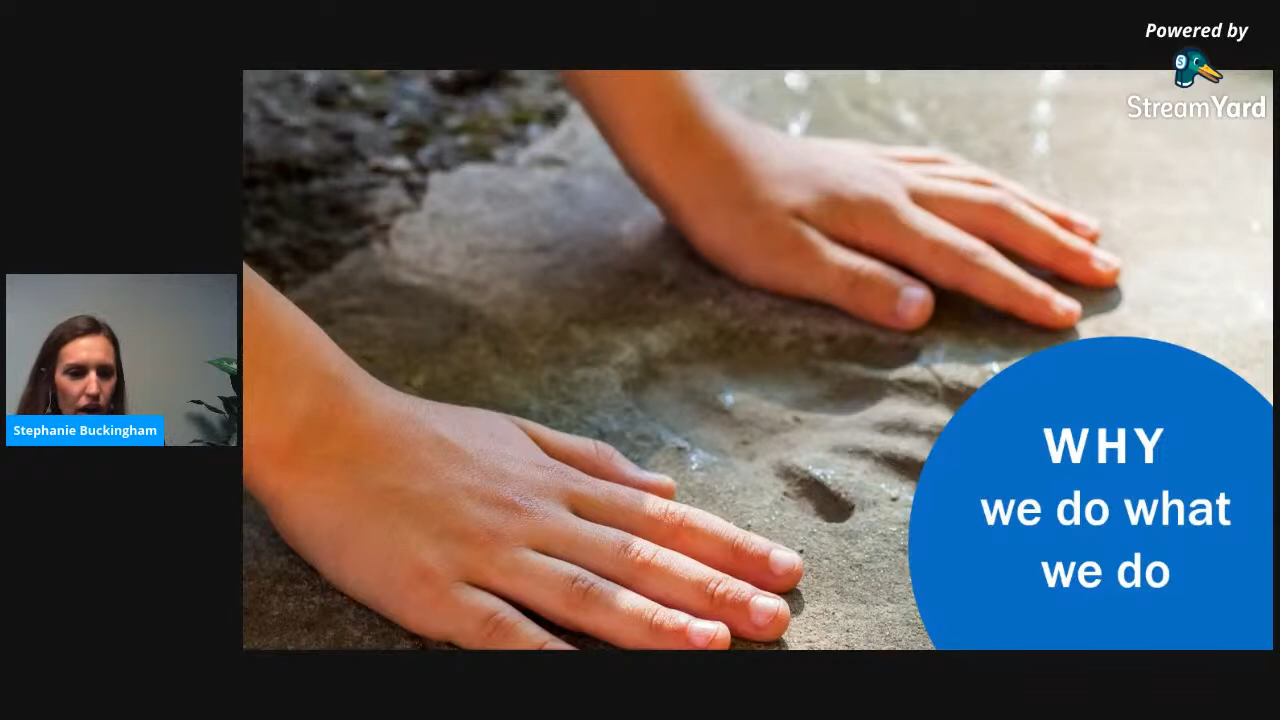 Powered by
StreamYard
Stephanie Buckingham
WHY
we do what
we do